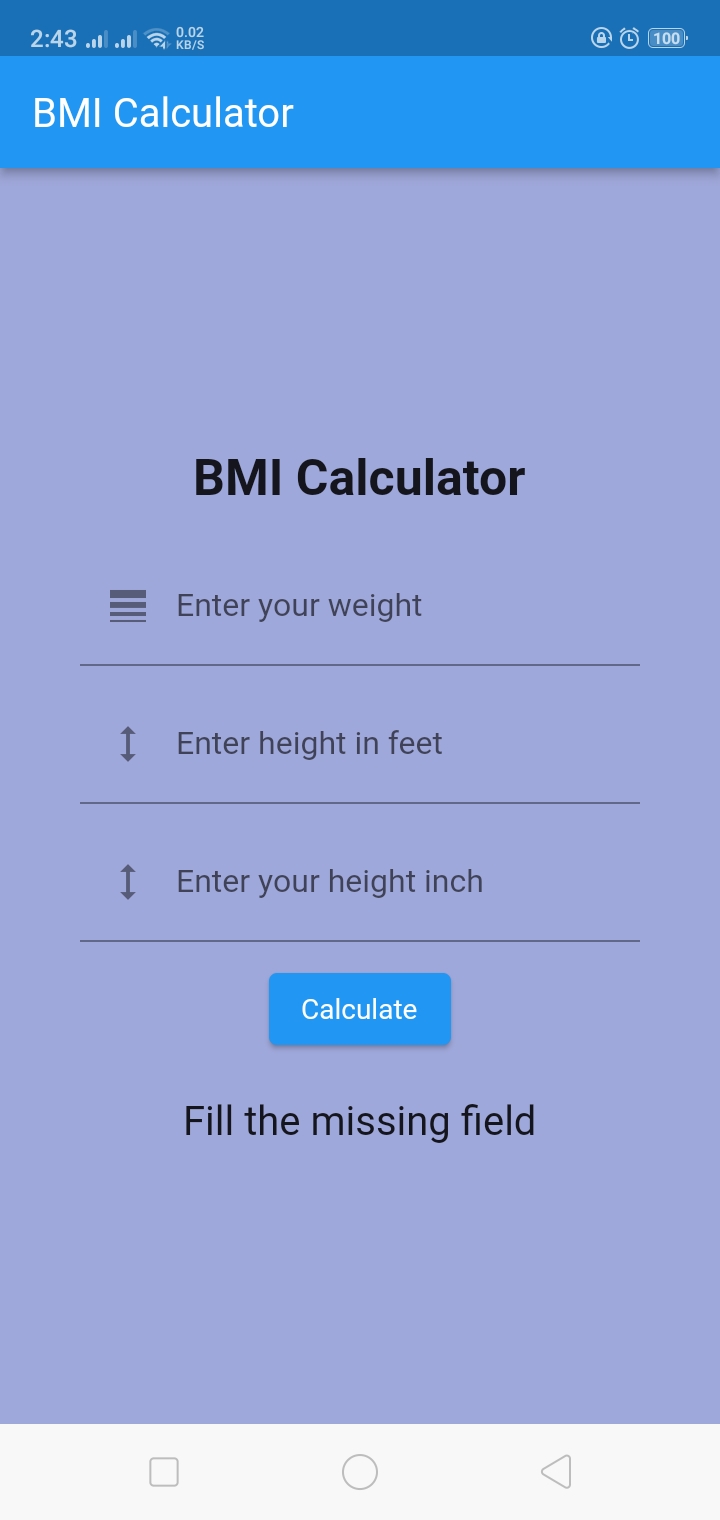 2:43 0.02 KB/S 100
BMI Calculator
BMI Calculator
Enter your weight
Enter height in feet
Enter your height inch
Calculate
Fill the missing field